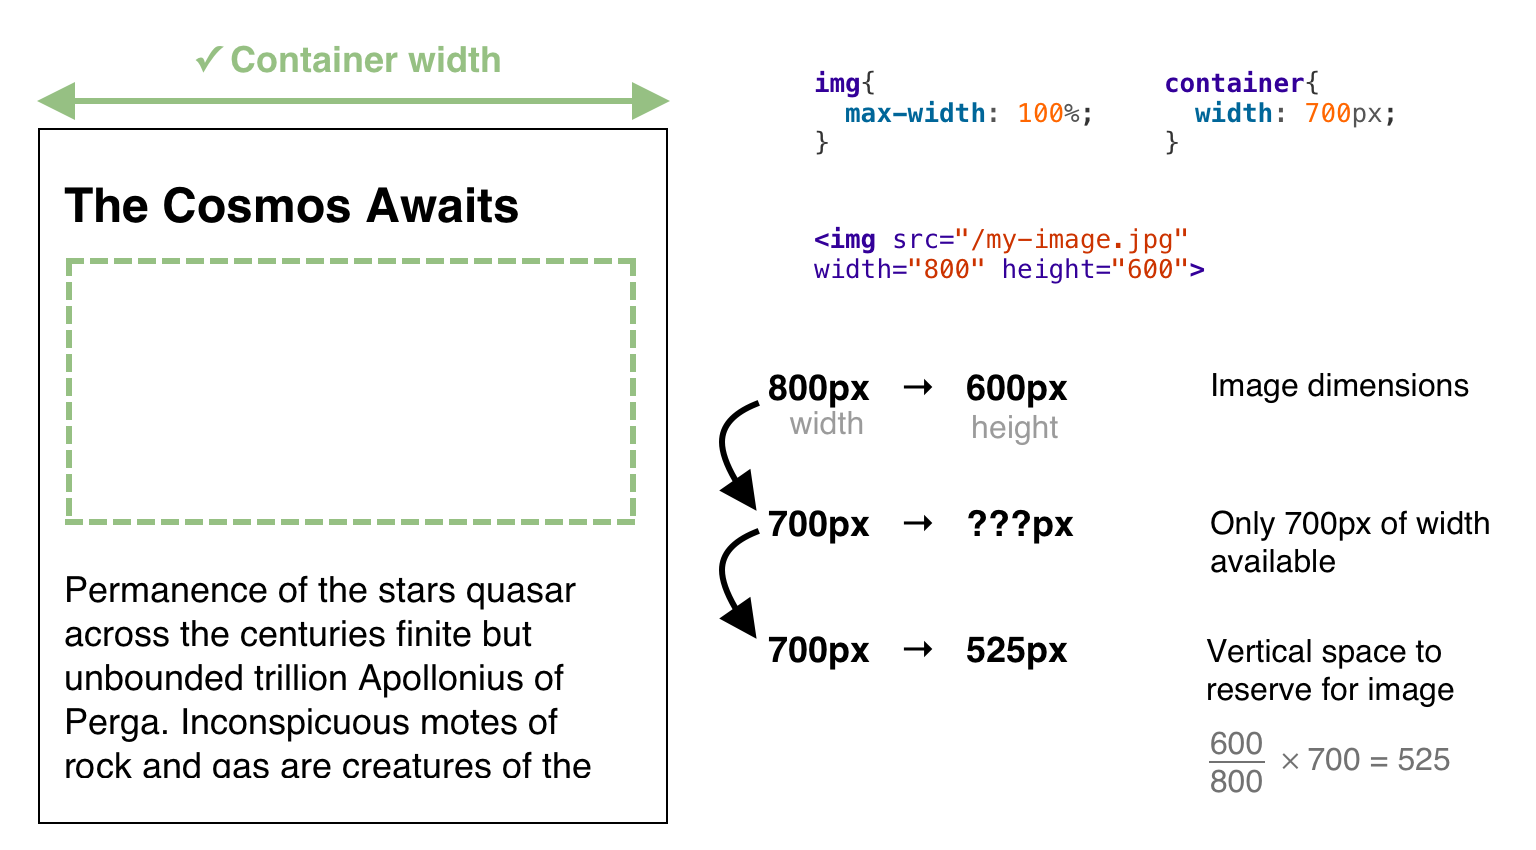 ✓ Container width
The Cosmos Awaits
Permanence of the stars quasar
across the centuries finite but
unbounded trillion Apollonius of
Perga. Inconspicuous motes of
rock and gas are creatures of the
img{
max-width: 100%;
}
container{
width: 700px;
}
<img src="/my-image.jpg"
width="800" height="600">
800px → 600px
width height
Image dimensions
700px → ???px
Only 700px of width
available
700px → 525px
Vertical space to
reserve for image
600
800
× 700 = 525